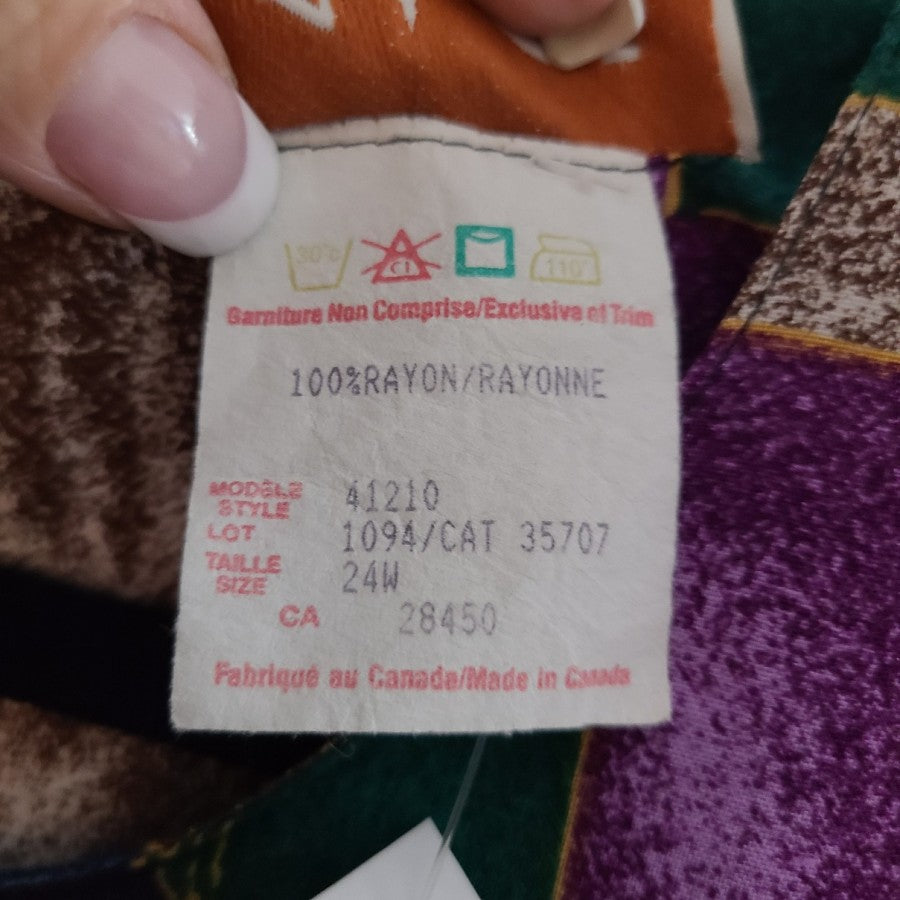 30°C Cl 110°
Garniture Non Comprise/Exclusive of Trim
100%RAYON/RAYONNE
MODÈLE STYLE 41210
LOT 1094/CAT 35707
TAILLE SIZE 24W
CA 28450
Fabriqué au Canada/Made in Canada